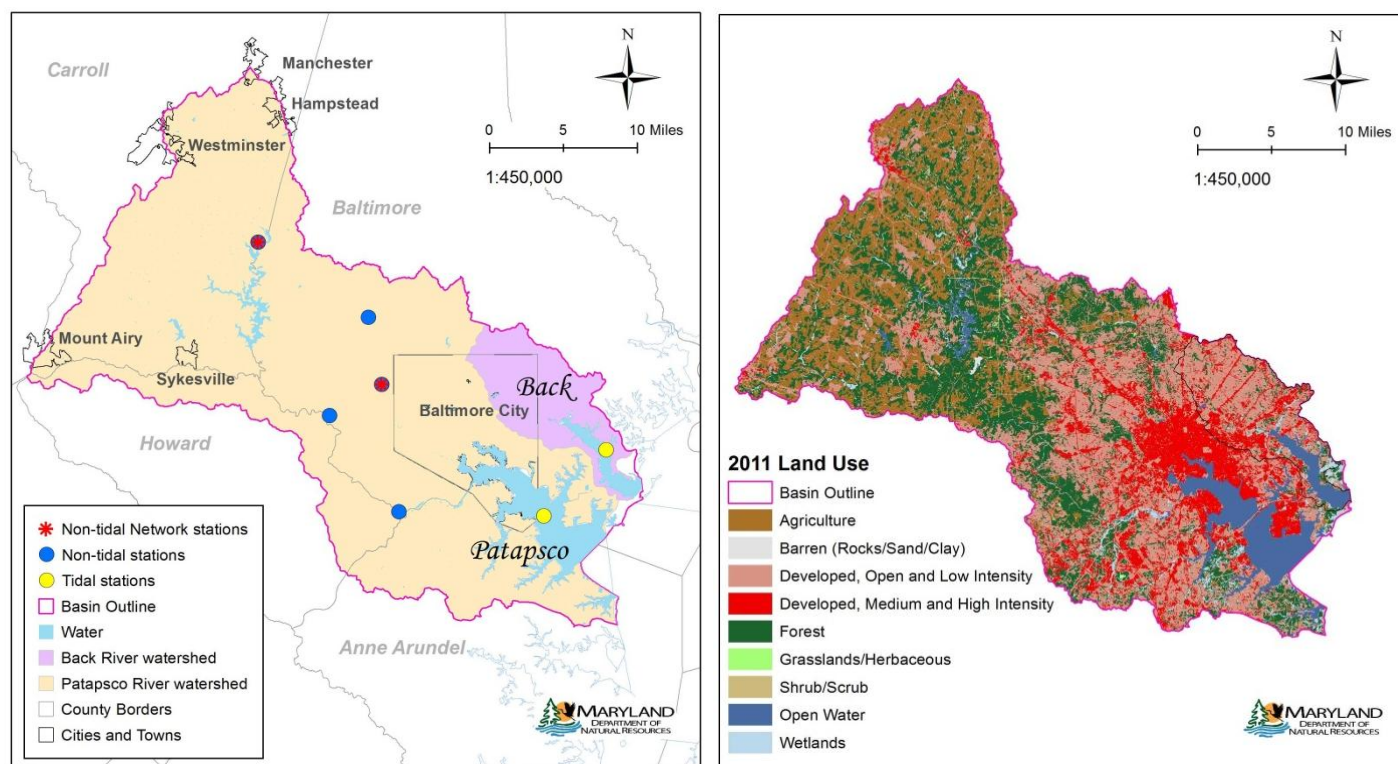 N
0 5 10 Miles
1:450,000
Carroll
Manchester
Hampstead
Westminster
Baltimore
Mount Airy
Sykesville
Back
Baltimore City
Howard
Patapsco
Anne Arundel
Non-tidal Network stations
Non-tidal stations
Tidal stations
Basin Outline
Water
Back River watershed
Patapsco River watershed
County Borders
Cities and Towns
MARYLAND
DEPARTMENT OF
NATURAL RESOURCES
N
0 5 10 Miles
1:450,000
2011 Land Use
Basin Outline
Agriculture
Barren (Rocks/Sand/Clay)
Developed, Open and Low Intensity
Developed, Medium and High Intensity
Forest
Grasslands/Herbaceous
Shrub/Scrub
Open Water
Wetlands
MARYLAND
DEPARTMENT OF
NATURAL RESOURCES